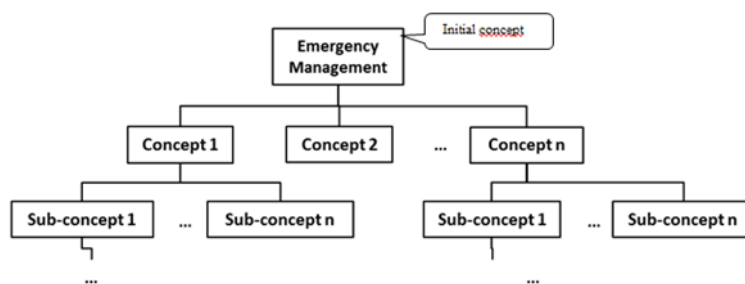 Initial concept
Emergency
Management
Concept 1
Concept 2
...
Concept n
Sub-concept 1
...
Sub-concept n
Sub-concept 1
...
Sub-concept n
...
...